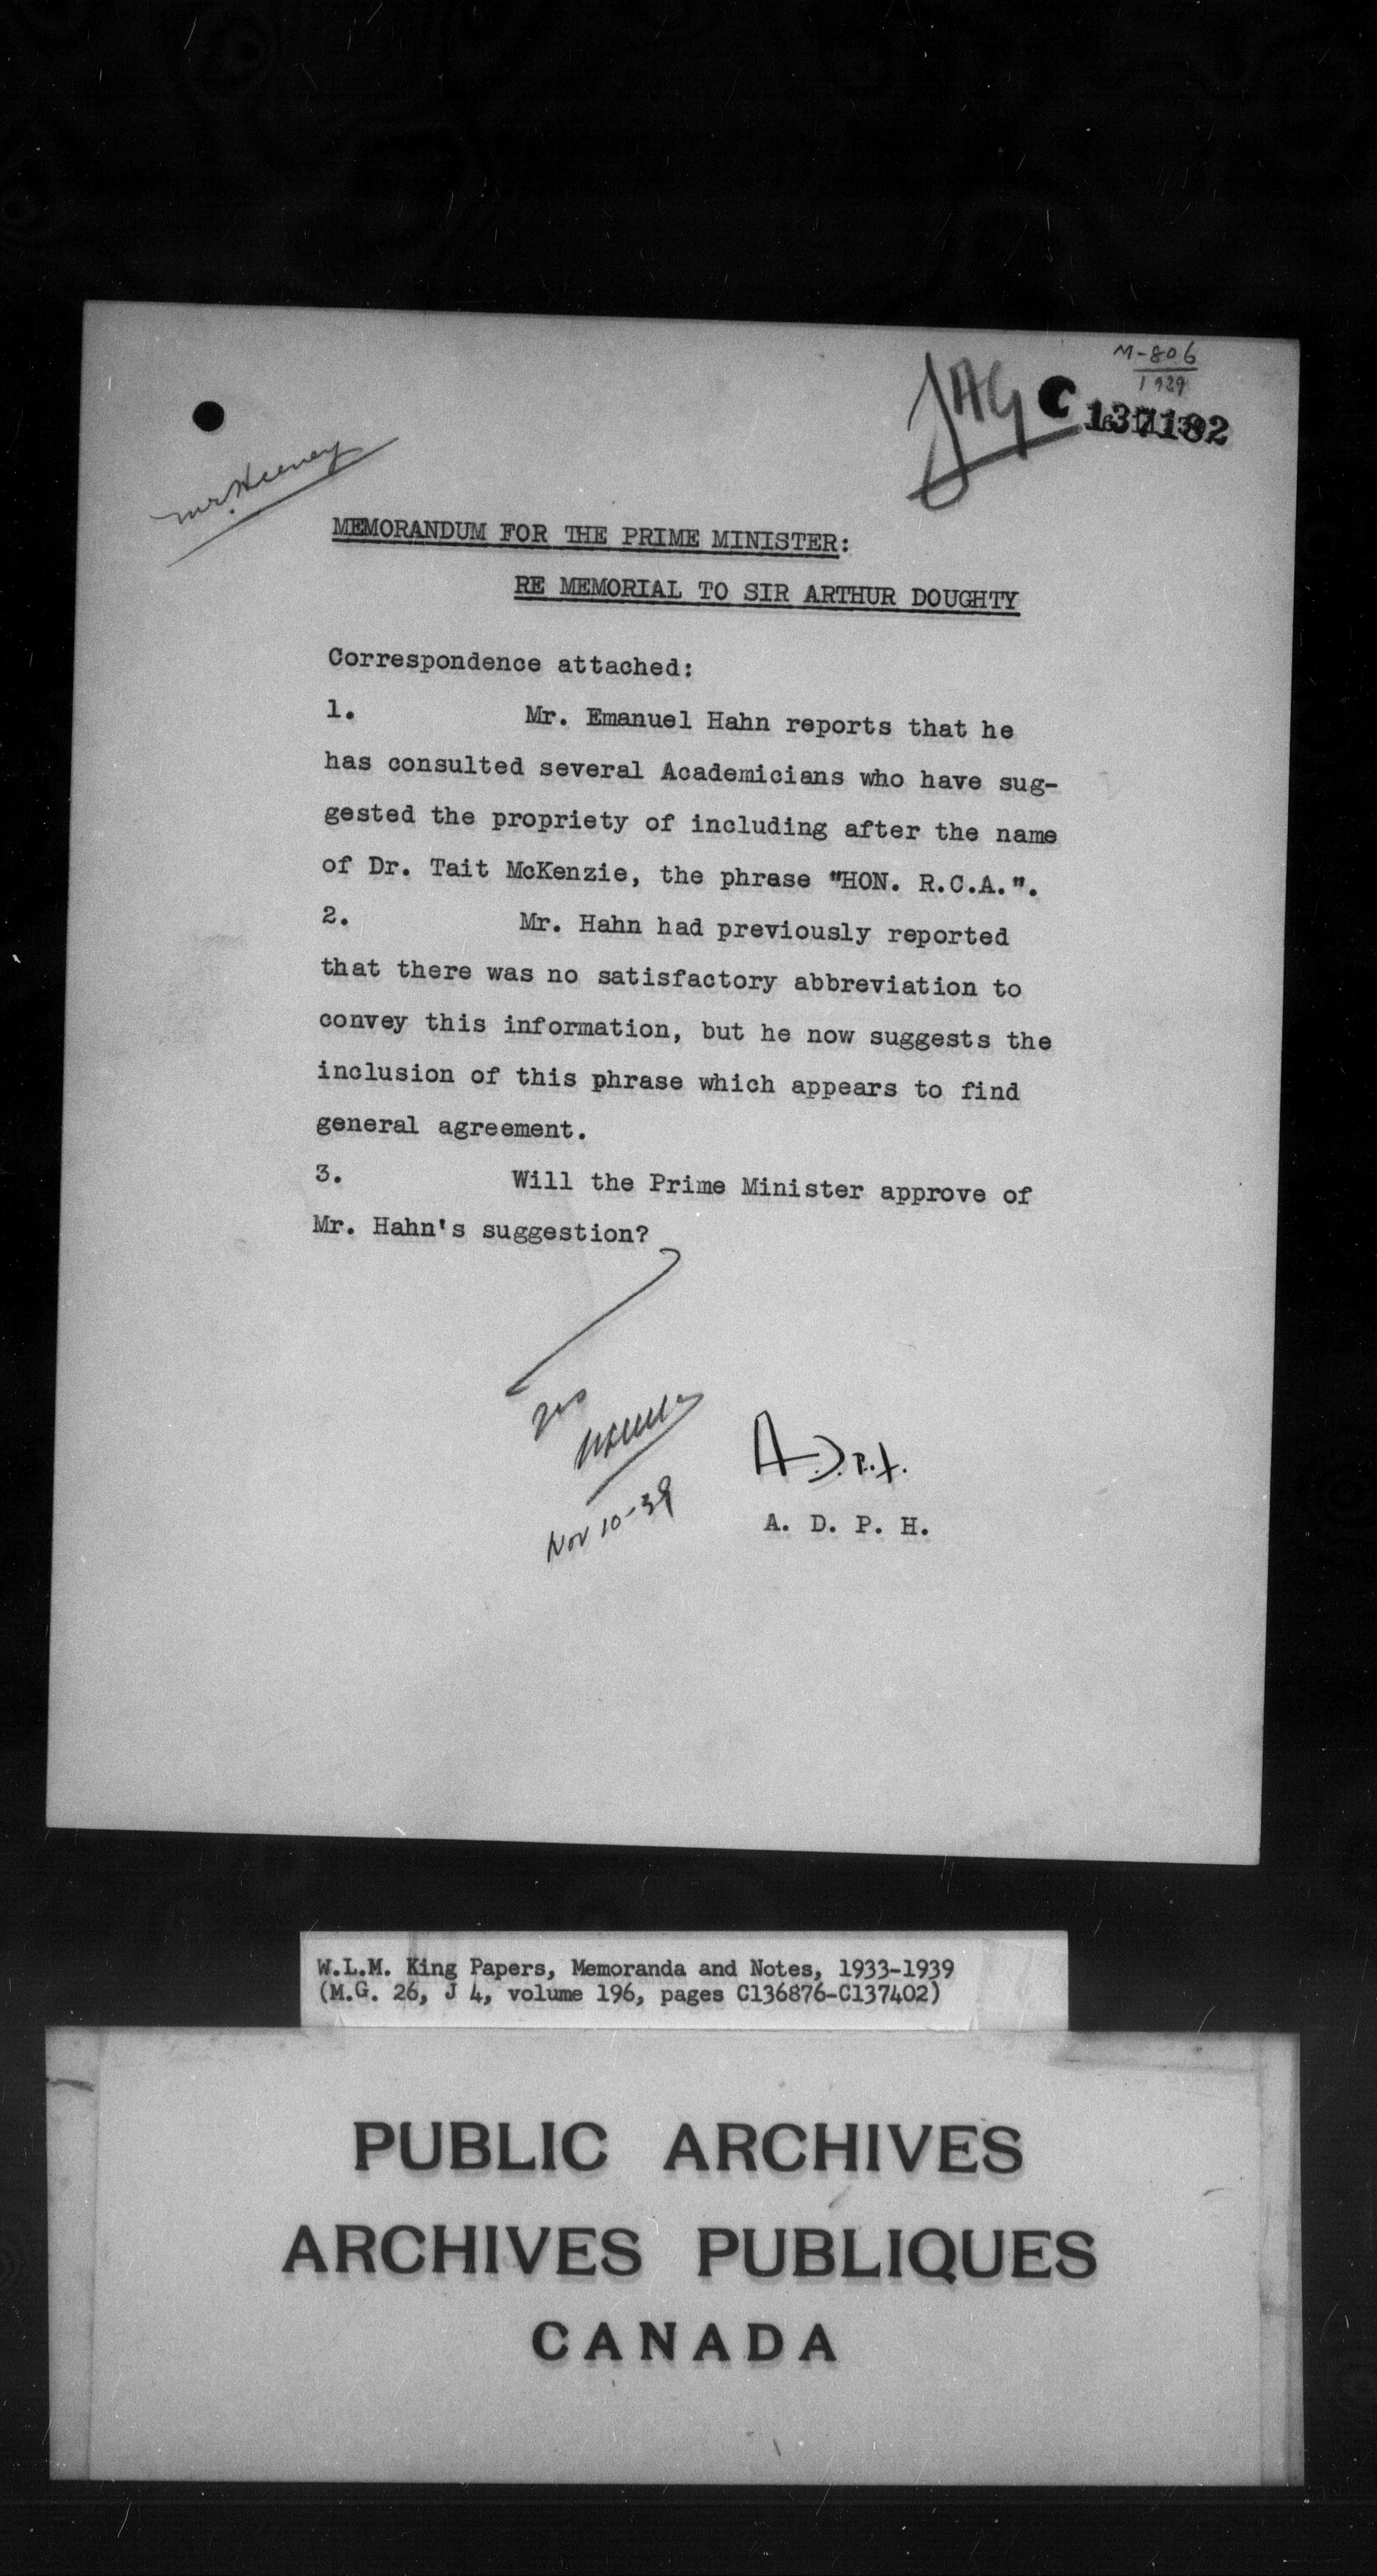 M-806
1939
JAG C 137182
Mr. Heeney
MEMORANDUM FOR THE PRIME MINISTER:
RE MEMORIAL TO SIR ARTHUR DOUGHTY
Correspondence attached:
1. Mr. Emanuel Hahn reports that he
has consulted several Academicians who have sug-
gested the propriety of including after the name
of Dr. Tait McKenzie, the phrase "HON. R.C.A.".
2. Mr. Hahn had previously reported
that there was no satisfactory abbreviation to
convey this information, but he now suggests the
inclusion of this phrase which appears to find
general agreement.
3. Will the Prime Minister approve of
Mr. Hahn's suggestion?
yes
Nov 10-39
A.D.P.H.
A. D. P. H.
W.L.M. King Papers, Memoranda and Notes, 1933-1939
(M.G. 26, J 4, volume 196, pages C136876-C137402)
PUBLIC ARCHIVES
ARCHIVES PUBLIQUES
CANADA